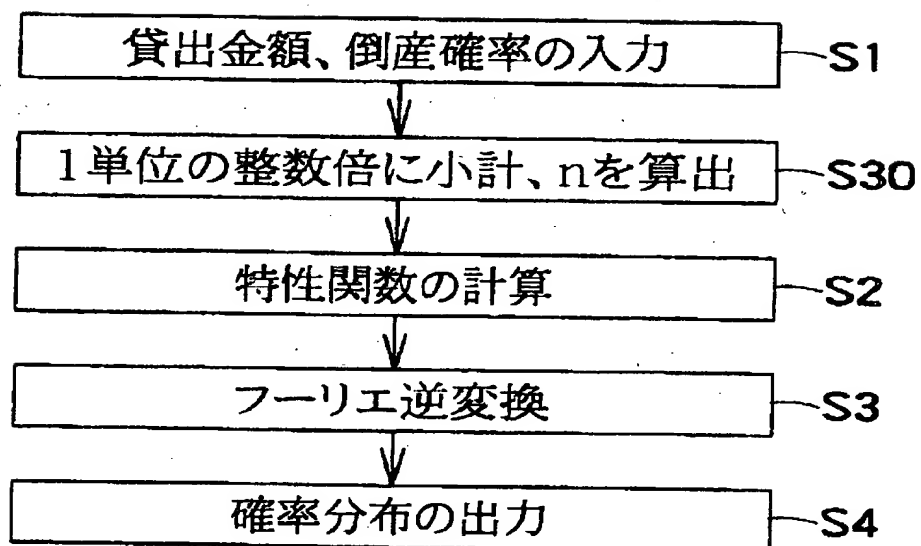 貸出金額、倒産確率の入力 S1
1単位の整数倍に小計、nを算出 S30
特性関数の計算 S2
フーリエ逆変換 S3
確率分布の出力 S4